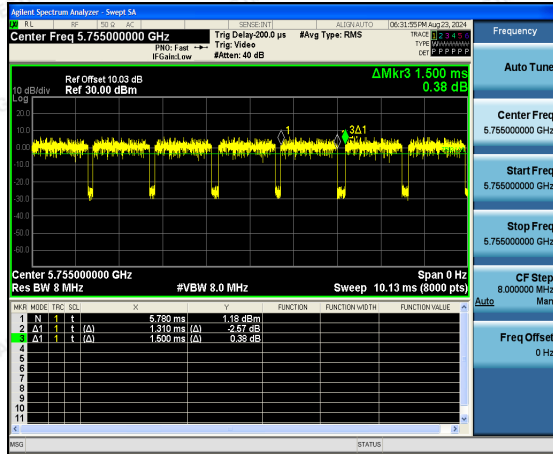 Agilent Spectrum Analyzer - Swept SA
RL RF 50 Ω AC SENSE:INT ALIGN AUTO 06:31:55 PM Aug 23, 2024
Center Freq 5.755000000 GHz Trig Delay-200.0 µs #Avg Type: RMS TRACE 1 2 3 4 5 6
PNO: Fast Trig: Video TYPE
IFGain:Low #Atten: 40 dB DET P P P P P P
ΔMkr3 1.500 ms
Ref Offset 10.03 dB
10 dB/div Ref 30.00 dBm 0.38 dB
Log
20.0
10.0
1 3Δ1
0.00
-10.0
-20.0
-30.0
-40.0
-50.0
-60.0
Center 5.755000000 GHz Span 0 Hz
Res BW 8 MHz #VBW 8.0 MHz Sweep 10.13 ms (8000 pts)
MKR MODE TRC SCL X Y FUNCTION FUNCTION WIDTH FUNCTION VALUE
1 N 1 t 5.780 ms 1.18 dBm
2 Δ1 1 t (Δ) 1.310 ms (Δ) -2.57 dB
3 Δ1 1 t (Δ) 1.500 ms (Δ) 0.38 dB
4
5
6
7
8
9
10
11
MSG STATUS
Frequency
Auto Tune
Center Freq
5.755000000 GHz
Start Freq
5.755000000 GHz
Stop Freq
5.755000000 GHz
CF Step
8.000000 MHz
Auto Man
Freq Offset
0 Hz